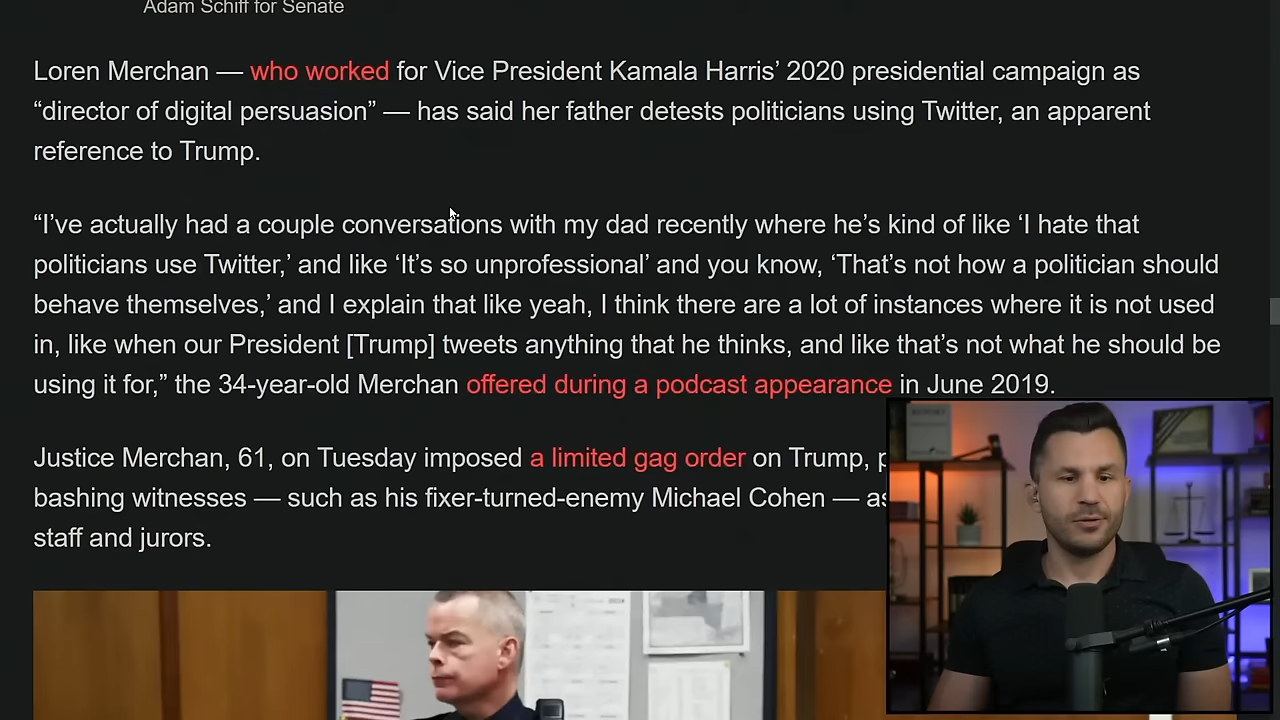 Adam Schiff for Senate
Loren Merchan — who worked for Vice President Kamala Harris’ 2020 presidential campaign as
“director of digital persuasion” — has said her father detests politicians using Twitter, an apparent
reference to Trump.
“I’ve actually had a couple conversations with my dad recently where he’s kind of like ‘I hate that
politicians use Twitter,’ and like ‘It’s so unprofessional’ and you know, ‘That’s not how a politician should
behave themselves,’ and I explain that like yeah, I think there are a lot of instances where it is not used
in, like when our President [Trump] tweets anything that he thinks, and like that’s not what he should be
using it for,” the 34-year-old Merchan offered during a podcast appearance in June 2019.
Justice Merchan, 61, on Tuesday imposed a limited gag order on Trump, p
bashing witnesses — such as his fixer-turned-enemy Michael Cohen — as
staff and jurors.